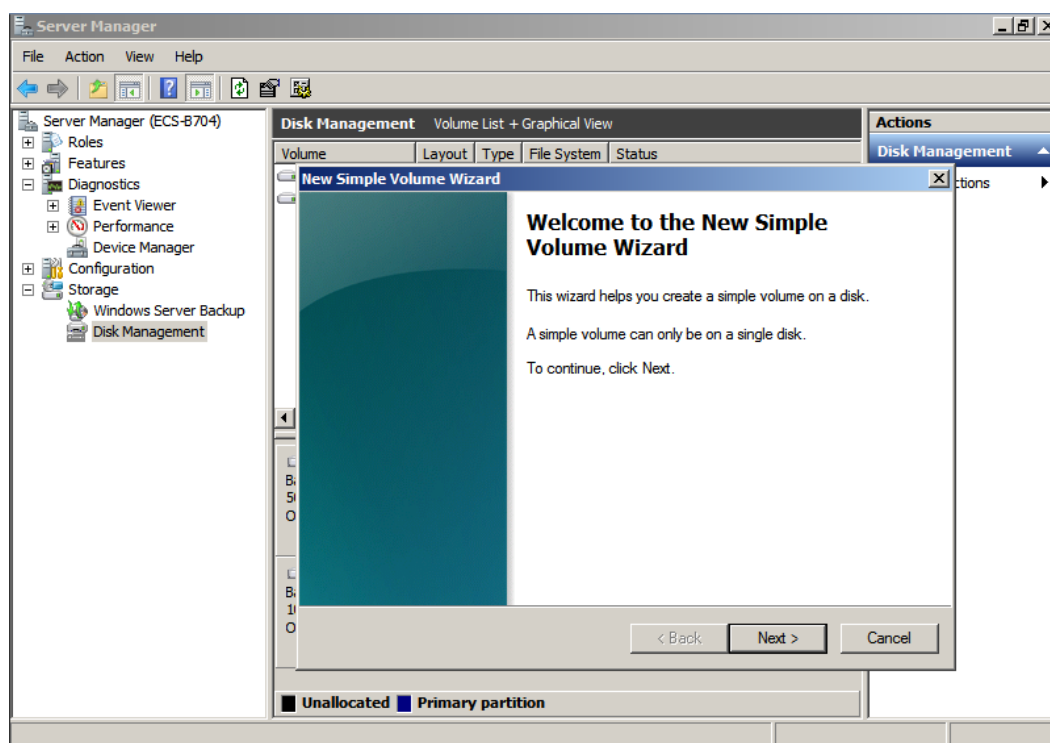 Server Manager
File Action View Help
Server Manager (ECS-B704)
Roles
Features
Diagnostics
Event Viewer
Performance
Device Manager
Configuration
Storage
Windows Server Backup
Disk Management
Disk Management Volume List + Graphical View
Volume Layout Type File System Status
New Simple Volume Wizard
Welcome to the New Simple
Volume Wizard
This wizard helps you create a simple volume on a disk.
A simple volume can only be on a single disk.
To continue, click Next.
< Back Next > Cancel
Unallocated Primary partition
Actions
Disk Management